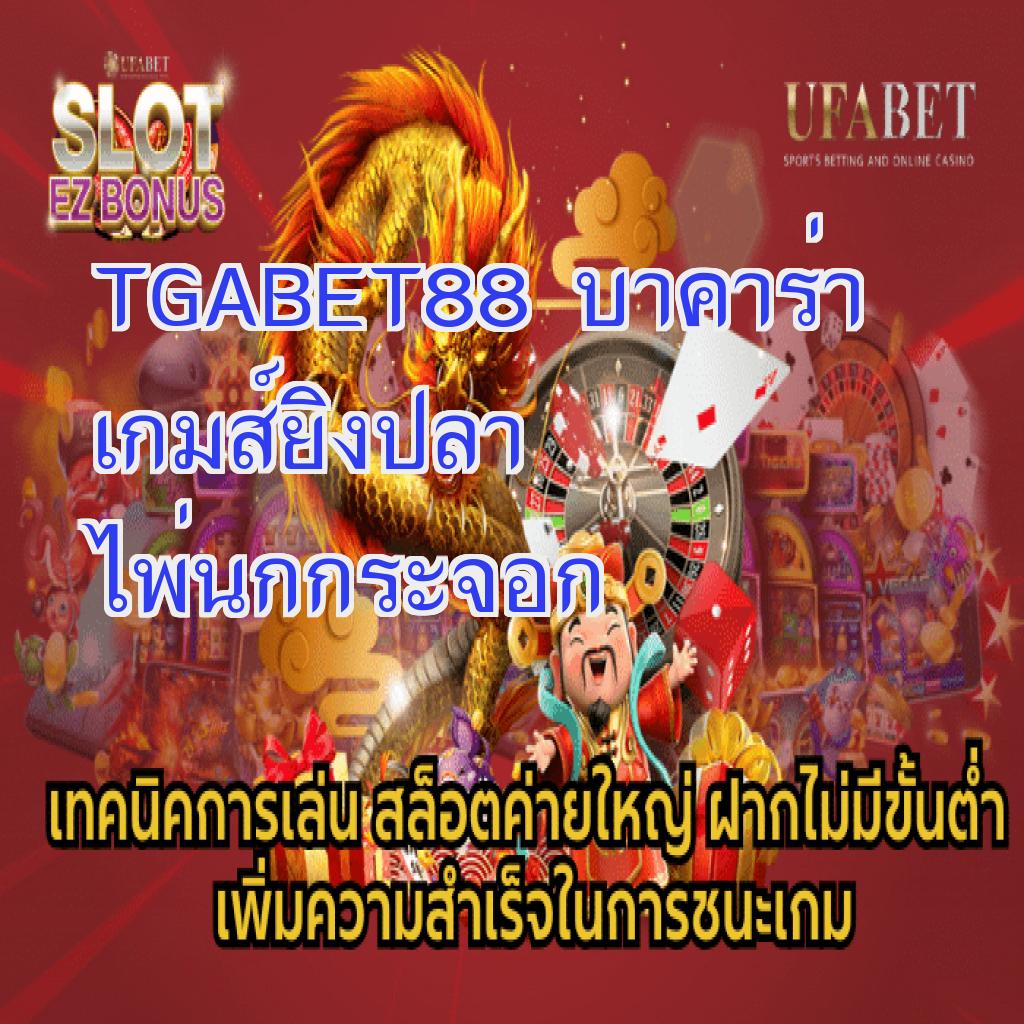 UFABET
SLOT
EZ BONUS
UFABET
SPORTS BETTING AND ONLINE CASINO
TGABET88 บาคาร่า
เกมส์ยิงปลา
ไพ่นกกระจอก
เทคนิคการเล่น สล็อตค่ายใหญ่ ฝากไม่มีขั้นต่ำ
เพิ่มความสำเร็จในการชนะเกม